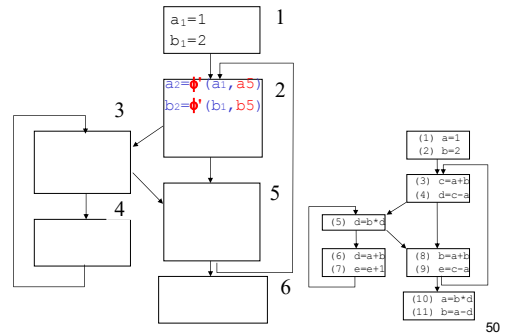 1
a1=1
b1=2
2
a2=ϕ'(a1,a5)
b2=ϕ'(b1,b5)
3
4
5
6
(1) a=1
(2) b=2
(3) c=a+b
(4) d=c-a
(5) d=b*d
(6) d=a+b
(7) e=e+1
(8) b=a+b
(9) e=c-a
(10) a=b*d
(11) b=a-d
50